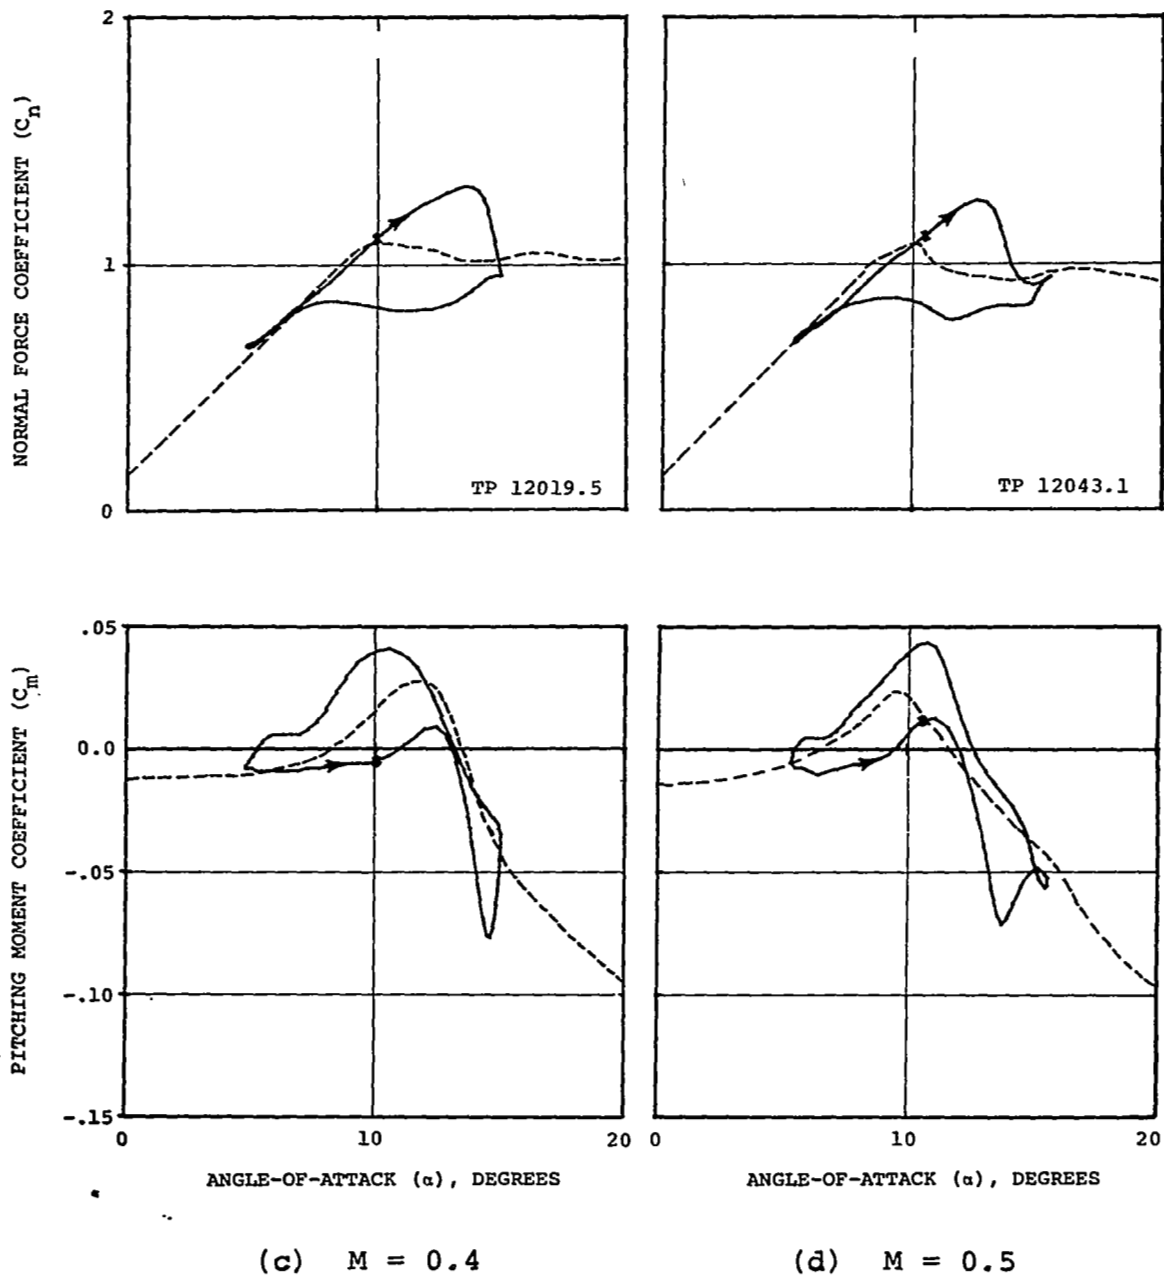 NORMAL FORCE COEFFICIENT (Cn)
2
1
0
TP 12019.5
TP 12043.1
PITCHING MOMENT COEFFICIENT (Cm)
.05
0.0
-.05
-.10
-.15
0 10 20
0 10 20
ANGLE-OF-ATTACK (α), DEGREES
ANGLE-OF-ATTACK (α), DEGREES
(c) M = 0.4
(d) M = 0.5